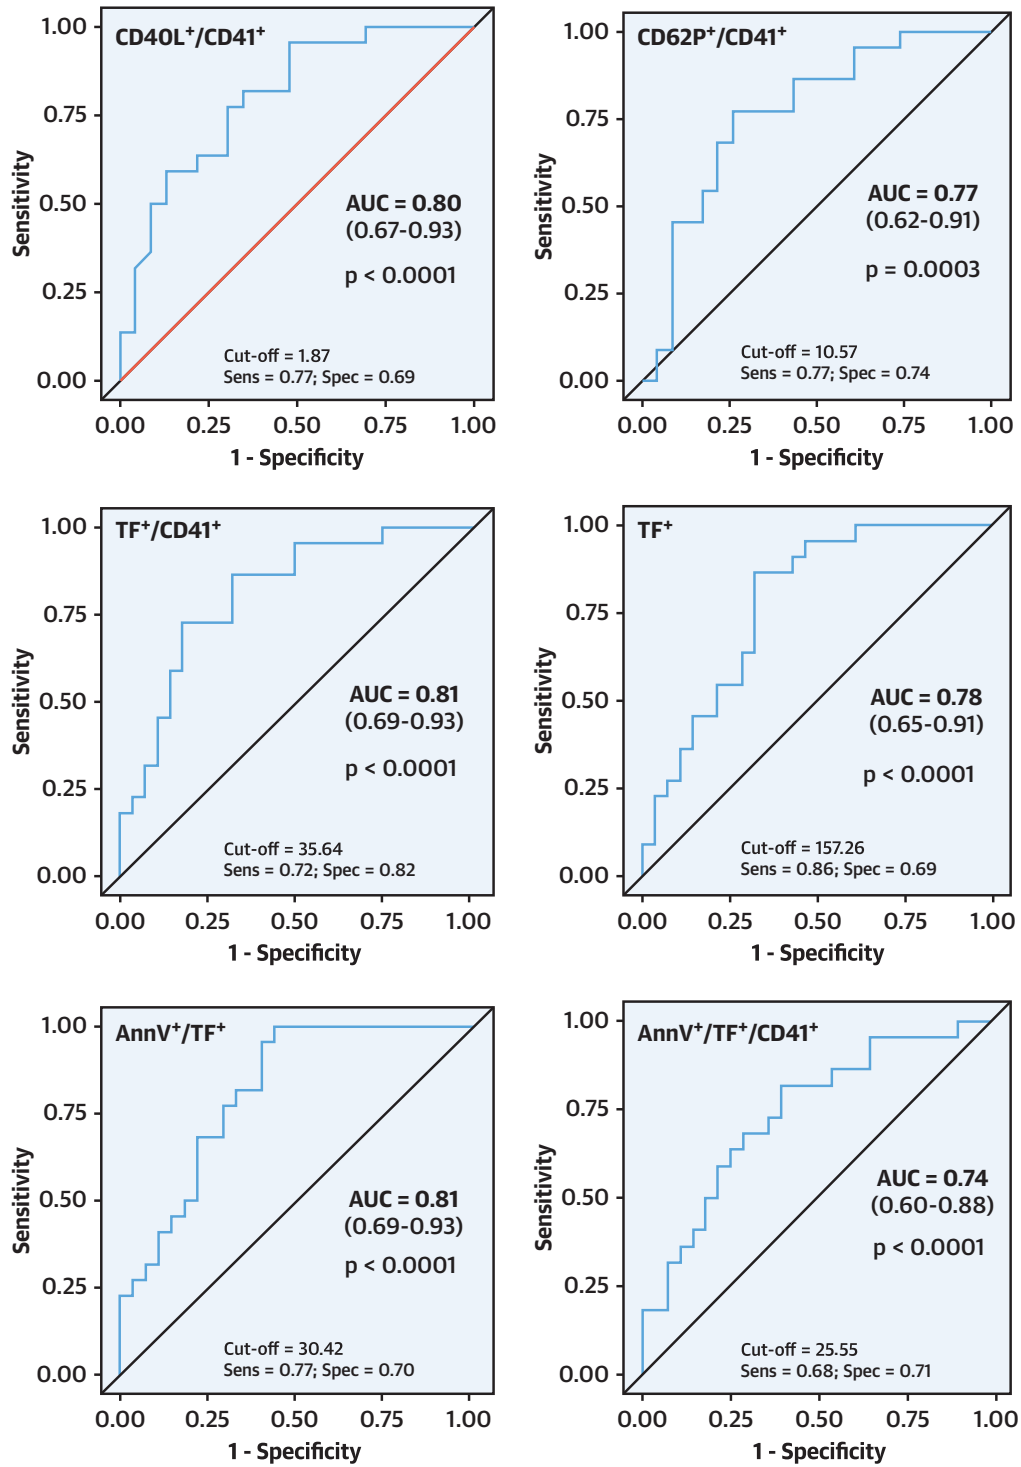 CD40L⁺/CD41⁺
1.00
0.75
0.50
0.25
0.00
Sensitivity
AUC = 0.80
(0.67-0.93)
p < 0.0001
Cut-off = 1.87
Sens = 0.77; Spec = 0.69
0.00 0.25 0.50 0.75 1.00
1 - Specificity
CD62P⁺/CD41⁺
1.00
0.75
0.50
0.25
0.00
Sensitivity
AUC = 0.77
(0.62-0.91)
p = 0.0003
Cut-off = 10.57
Sens = 0.77; Spec = 0.74
0.00 0.25 0.50 0.75 1.00
1 - Specificity
TF⁺/CD41⁺
1.00
0.75
0.50
0.25
0.00
Sensitivity
AUC = 0.81
(0.69-0.93)
p < 0.0001
Cut-off = 35.64
Sens = 0.72; Spec = 0.82
0.00 0.25 0.50 0.75 1.00
1 - Specificity
TF⁺
1.00
0.75
0.50
0.25
0.00
Sensitivity
AUC = 0.78
(0.65-0.91)
p < 0.0001
Cut-off = 157.26
Sens = 0.86; Spec = 0.69
0.00 0.25 0.50 0.75 1.00
1 - Specificity
AnnV⁺/TF⁺
1.00
0.75
0.50
0.25
0.00
Sensitivity
AUC = 0.81
(0.69-0.93)
p < 0.0001
Cut-off = 30.42
Sens = 0.77; Spec = 0.70
0.00 0.25 0.50 0.75 1.00
1 - Specificity
AnnV⁺/TF⁺/CD41⁺
1.00
0.75
0.50
0.25
0.00
Sensitivity
AUC = 0.74
(0.60-0.88)
p < 0.0001
Cut-off = 25.55
Sens = 0.68; Spec = 0.71
0.00 0.25 0.50 0.75 1.00
1 - Specificity